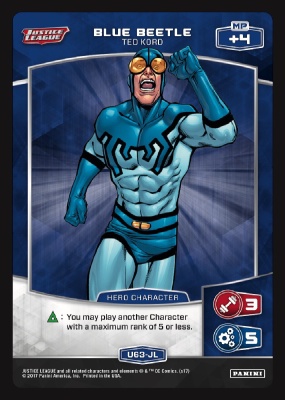 JUSTICE
LEAGUE
BLUE BEETLE
TED KORD
MP
+4
HERO CHARACTER
: You may play another Character
with a maximum rank of 5 or less.
3
5
U63-JL
JUSTICE LEAGUE and all related characters and elements © & ™ DC Comics. (s17)
© 2017 Panini America, Inc. Printed in the USA.
PANINI